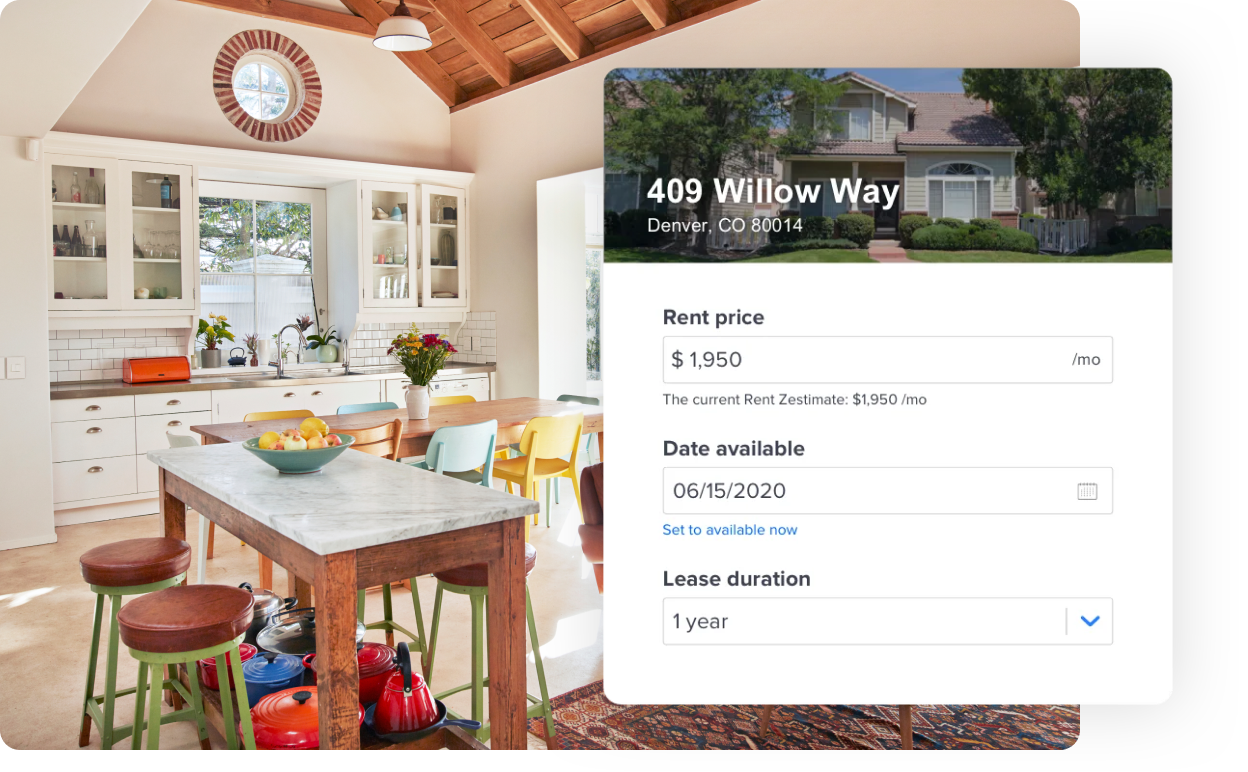 409 Willow Way
Denver, CO 80014
Rent price
$ 1,950 /mo
The current Rent Zestimate: $1,950 /mo
Date available
06/15/2020
Set to available now
Lease duration
1 year